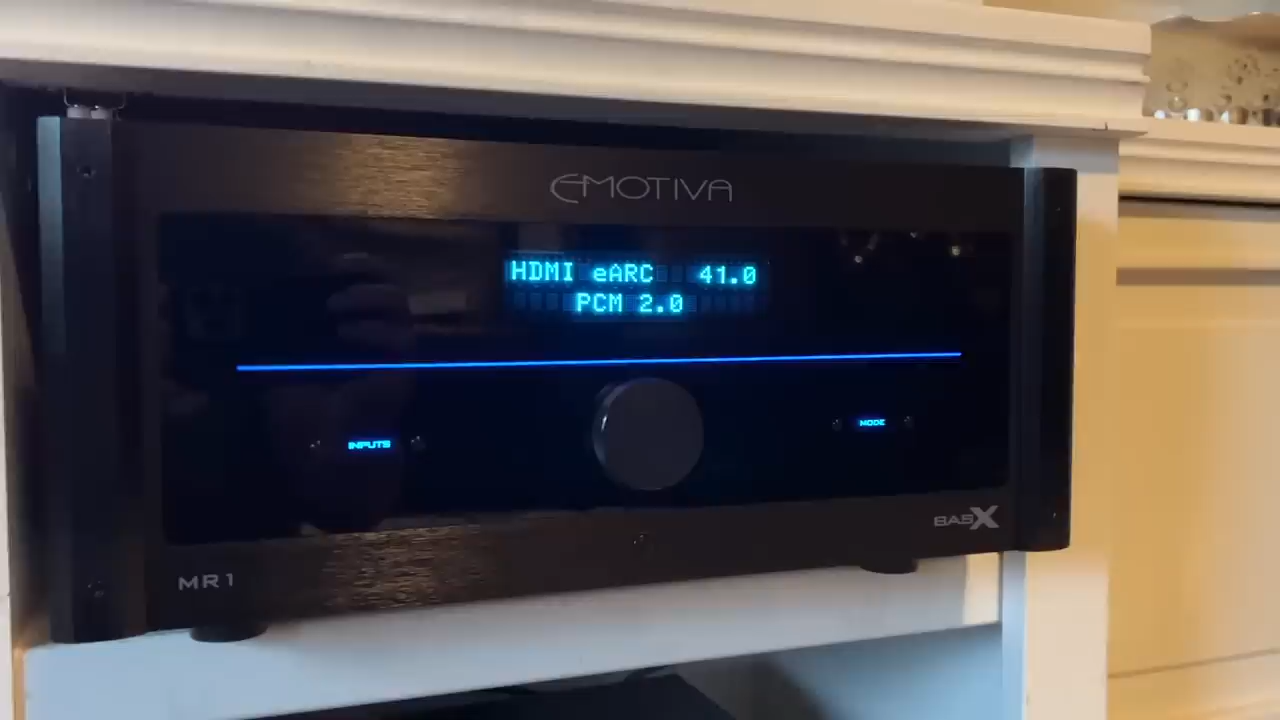 EMOTIVA
HDMI eARC 41.0
PCM 2.0
INPUTS
MODE
BASX
MR1